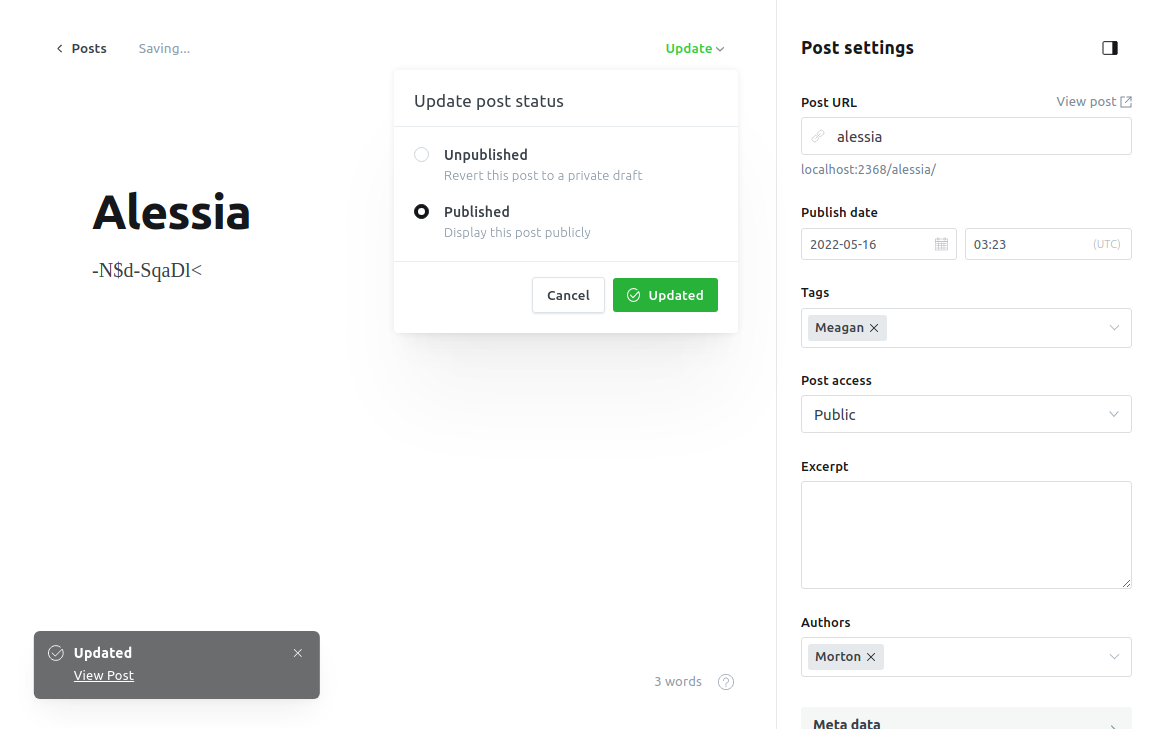 Posts
Saving...
Update
Update post status
Unpublished
Revert this post to a private draft
Published
Display this post publicly
Cancel
Updated
Alessia
-N$d-SqaDl<
Updated
View Post
3 words
?
Post settings
Post URL
View post
alessia
localhost:2368/alessia/
Publish date
2022-05-16
03:23
(UTC)
Tags
Meagan
Post access
Public
Excerpt
Authors
Morton
Meta data